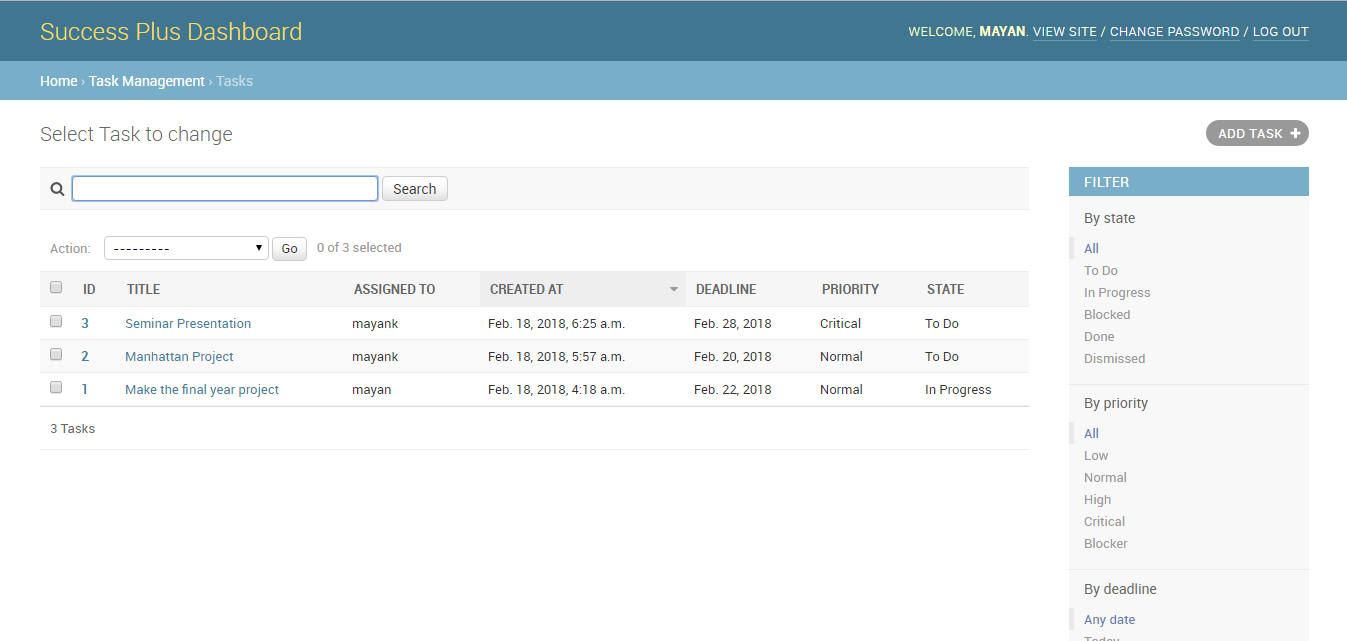 Success Plus Dashboard
WELCOME, MAYAN. VIEW SITE / CHANGE PASSWORD / LOG OUT
Home › Task Management › Tasks
Select Task to change
ADD TASK +
Search
Action: --------- Go 0 of 3 selected
ID TITLE ASSIGNED TO CREATED AT DEADLINE PRIORITY STATE
3 Seminar Presentation mayank Feb. 18, 2018, 6:25 a.m. Feb. 28, 2018 Critical To Do
2 Manhattan Project mayank Feb. 18, 2018, 5:57 a.m. Feb. 20, 2018 Normal To Do
1 Make the final year project mayan Feb. 18, 2018, 4:18 a.m. Feb. 22, 2018 Normal In Progress
3 Tasks
FILTER
By state
All
To Do
In Progress
Blocked
Done
Dismissed
By priority
All
Low
Normal
High
Critical
Blocker
By deadline
Any date
Today